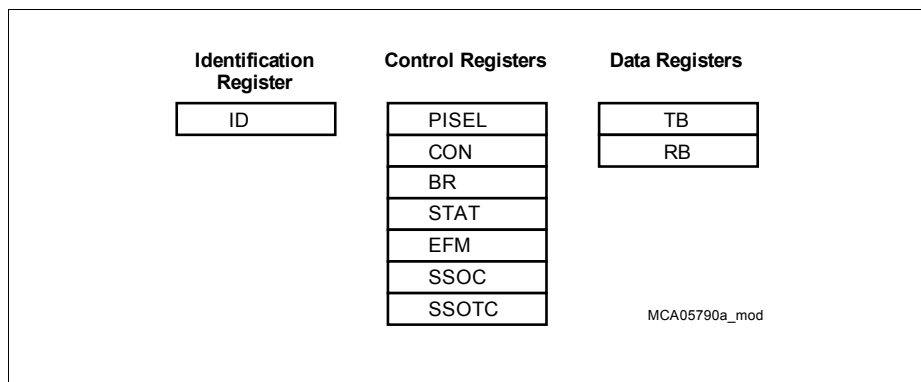 Identification
Register
ID
Control Registers
PISEL
CON
BR
STAT
EFM
SSOC
SSOTC
Data Registers
TB
RB
MCA05790a_mod